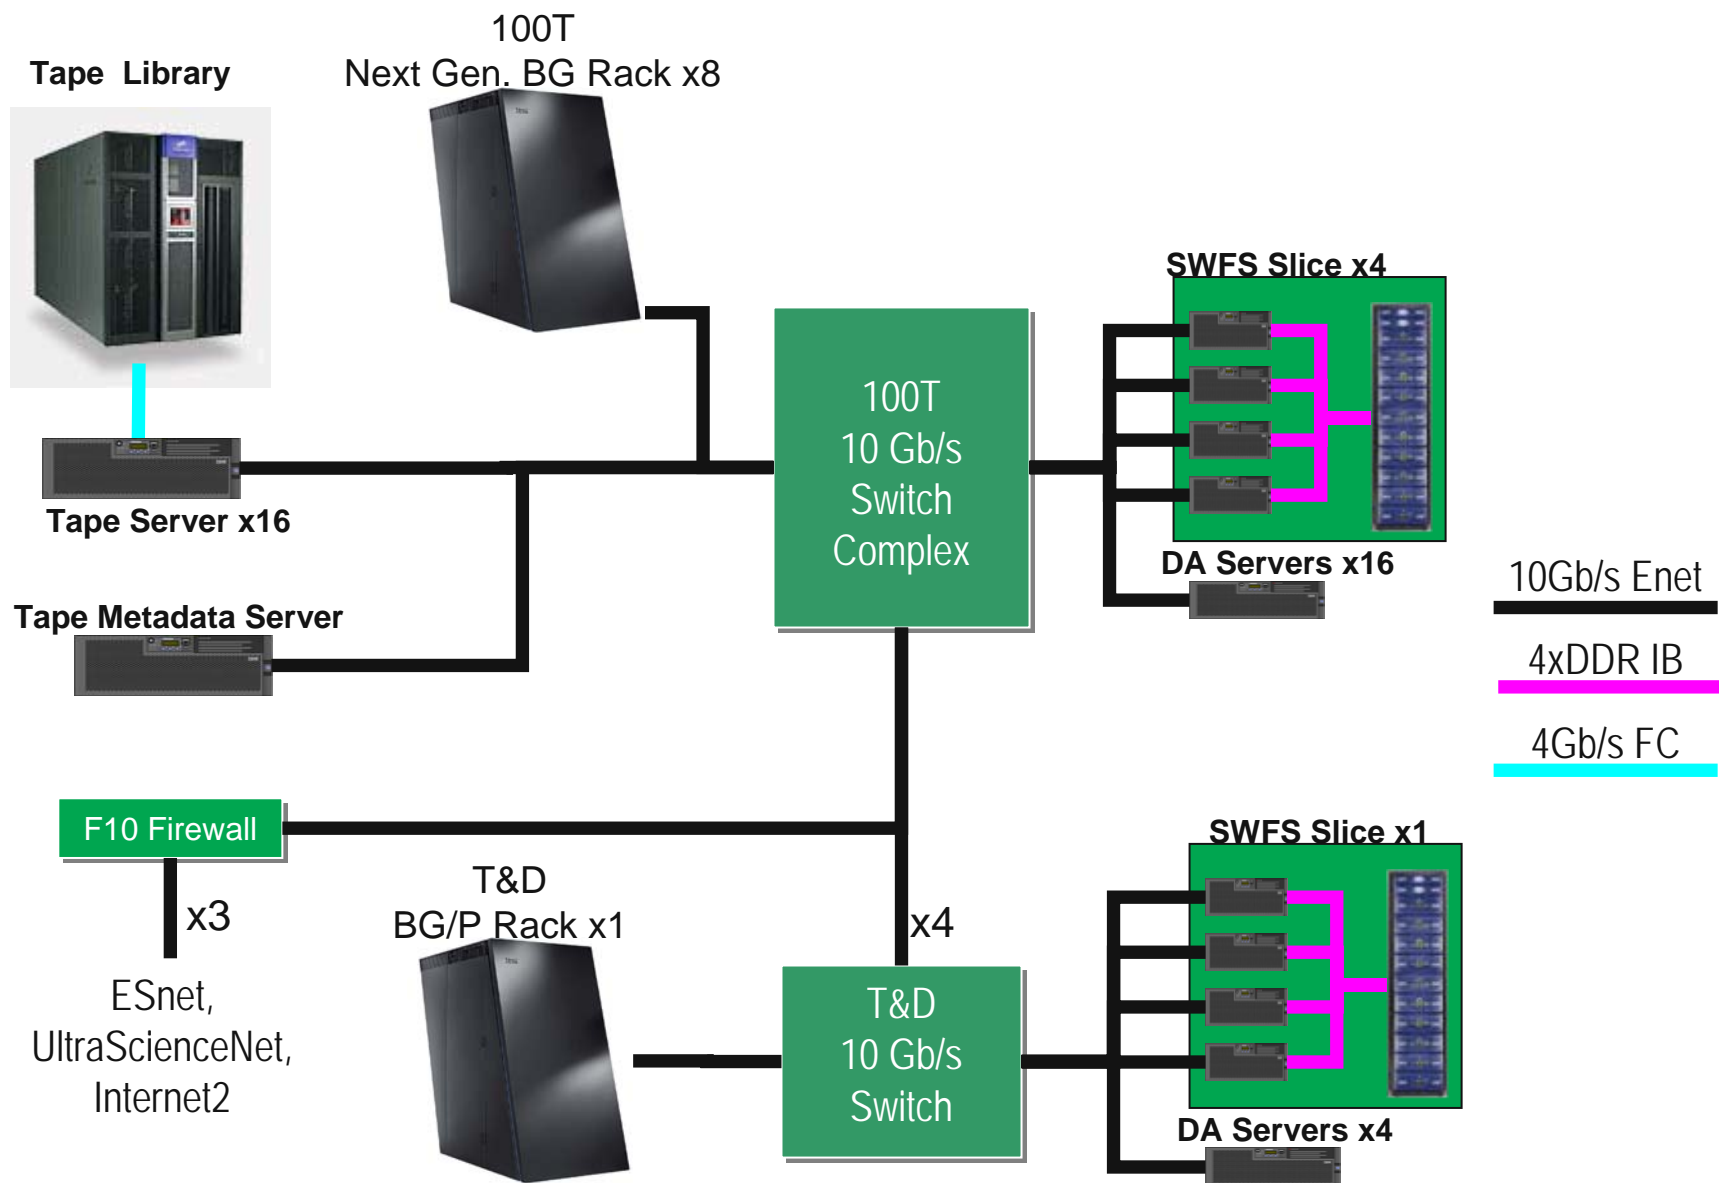 100T
Next Gen. BG Rack x8
Tape Library
SWFS Slice x4
100T
10 Gb/s
Switch
Complex
Tape Server x16
DA Servers x16
10Gb/s Enet
Tape Metadata Server
4xDDR IB
4Gb/s FC
F10 Firewall
SWFS Slice x1
x3
T&D
BG/P Rack x1
x4
ESnet,
UltraScienceNet,
Internet2
T&D
10 Gb/s
Switch
DA Servers x4